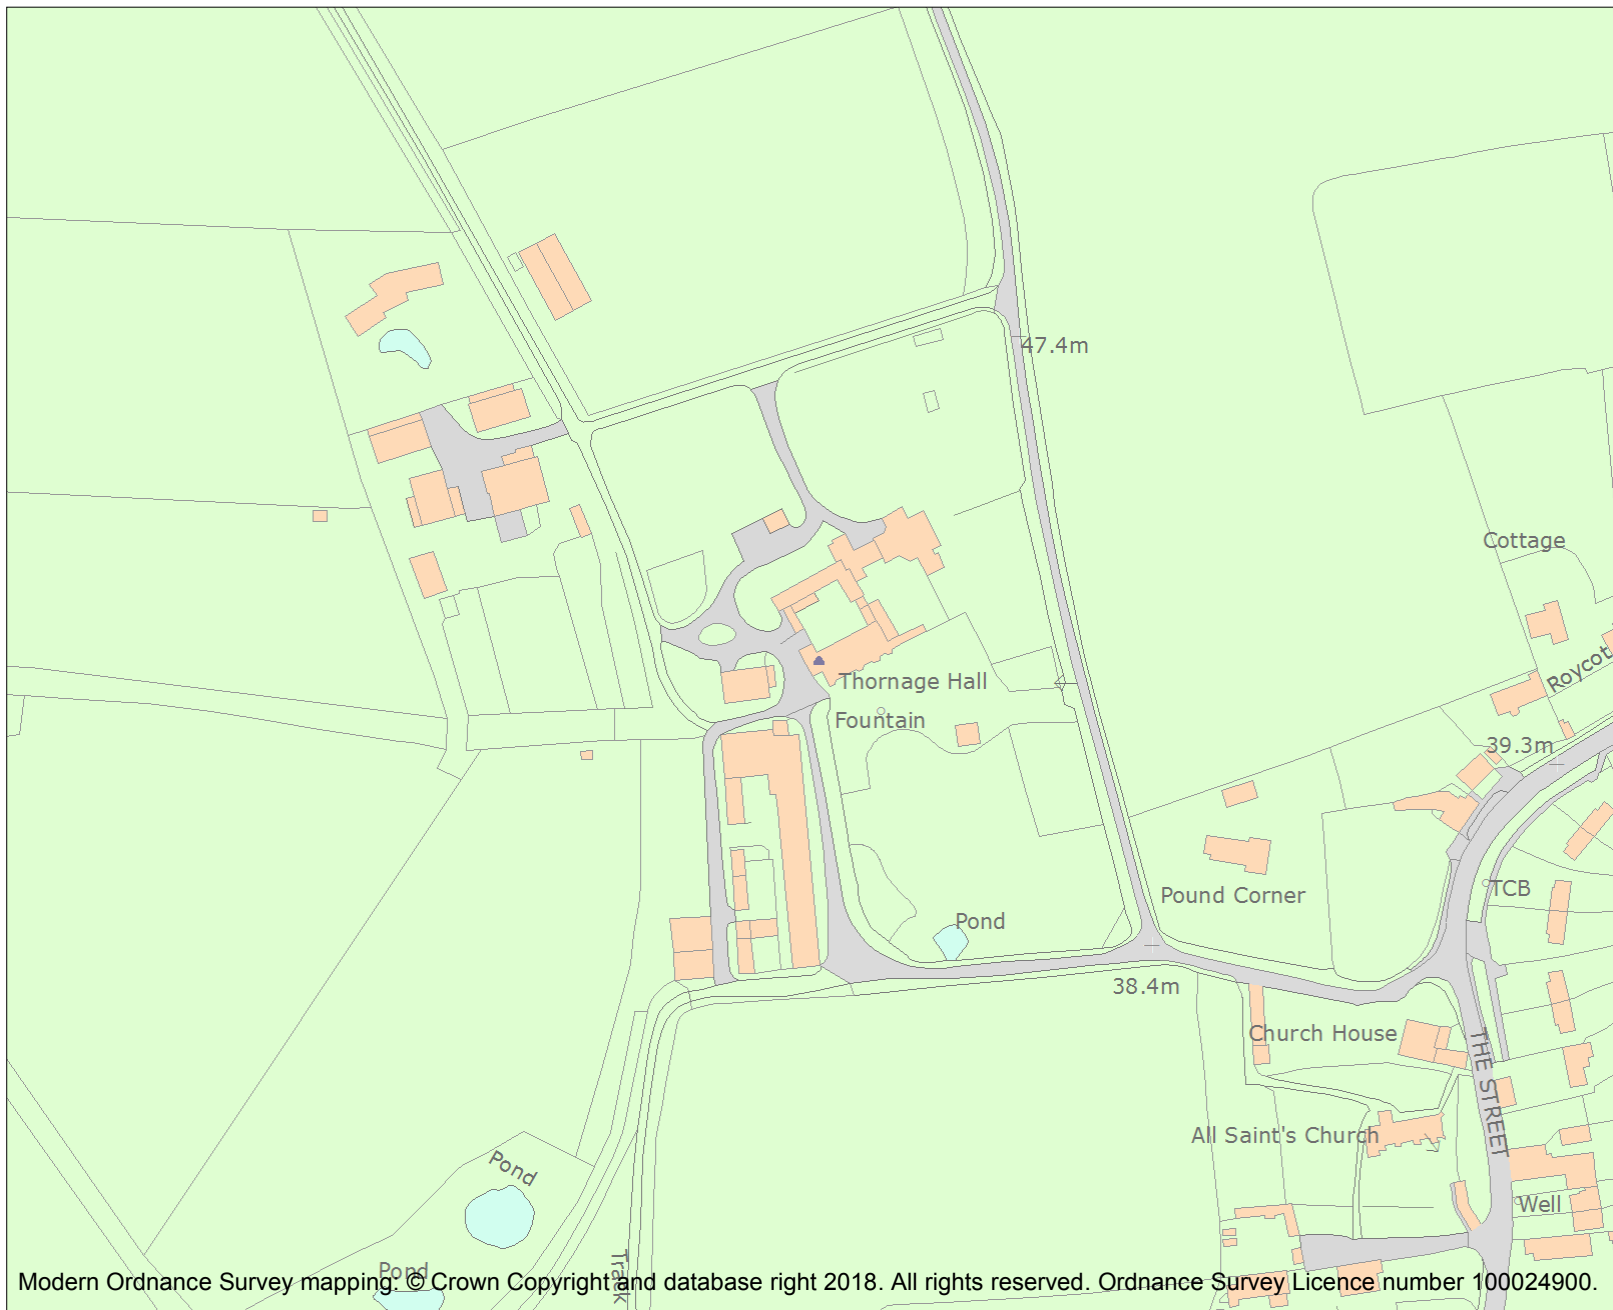 47.4m
Cottage
Roycot
Thornage Hall
Fountain
39.3m
TCB
Pound Corner
Pond
38.4m
Church House
THE STREET
All Saint's Church
Pond
Well
Track
Pond
Modern Ordnance Survey mapping: © Crown Copyright and database right 2018. All rights reserved. Ordnance Survey Licence number 100024900.